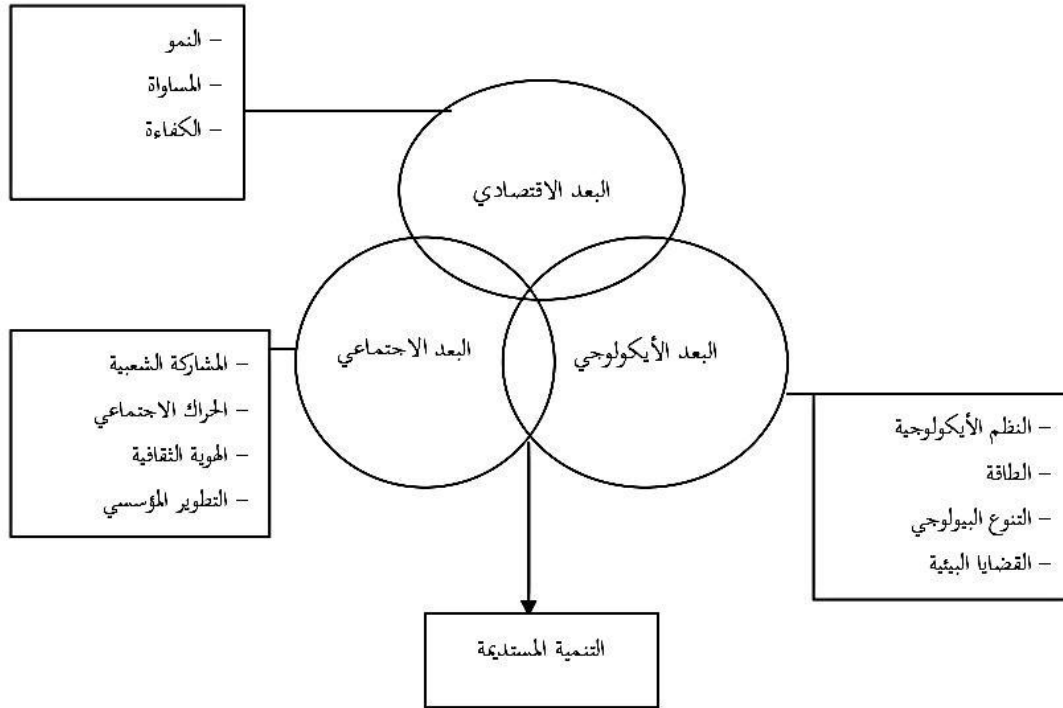 – النمو
– المساواة
– الكفاءة
البعد الاقتصادي
البعد الأيكولوجي
البعد الاجتماعي
– المشاركة الشعبية
– الحراك الاجتماعي
– الهوية الثقافية
– التطوير المؤسسي
– النظم الأيكولوجية
– الطاقة
– التنوع البيولوجي
– القضايا البيئية
التنمية المستديمة